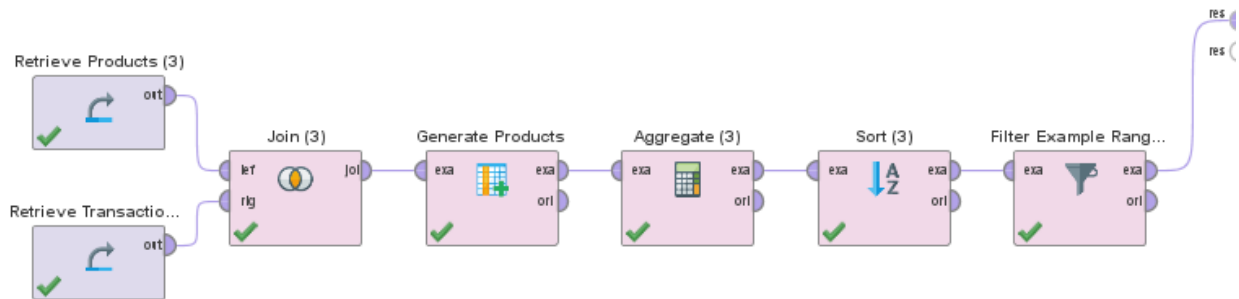 res
res
Retrieve Products (3)
out
Join (3)
lef
rig
joi
Generate Products
exa
exa
ori
Aggregate (3)
exa
exa
ori
Sort (3)
exa
exa
ori
A
Z
Filter Example Rang...
exa
exa
ori
Retrieve Transactio...
out